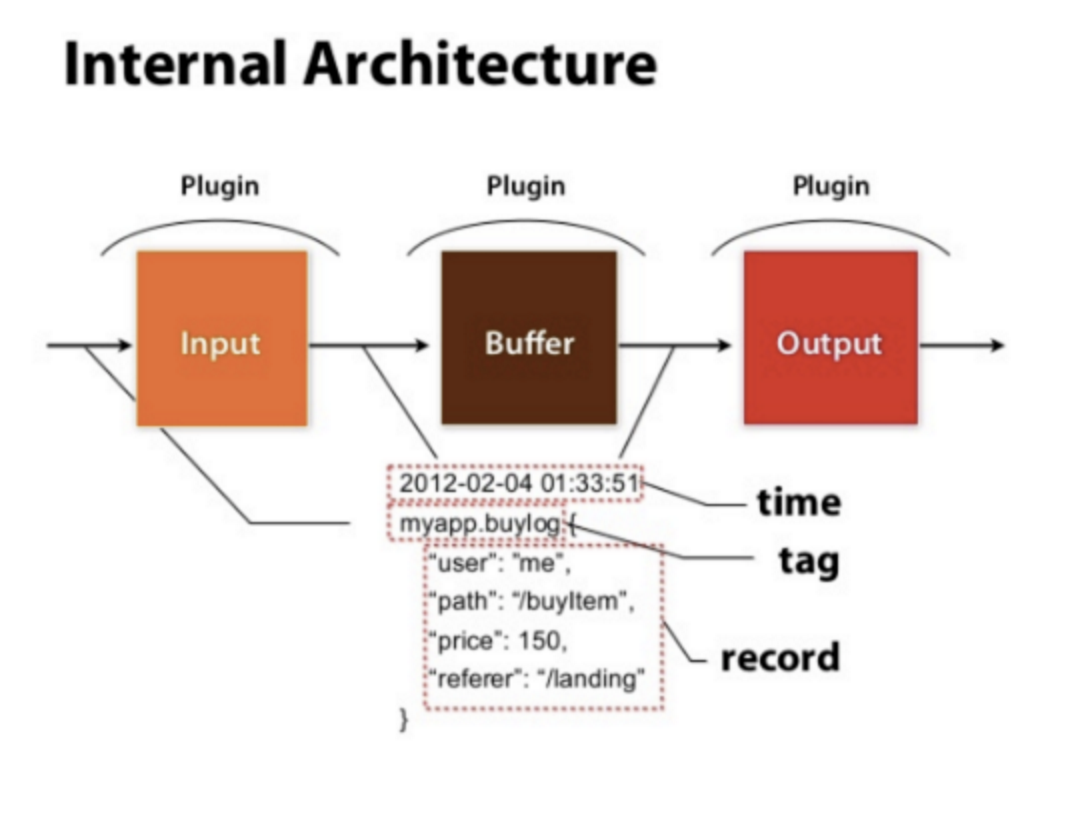 Internal Architecture
Plugin Plugin Plugin
Input Buffer Output
2012-02-04 01:33:51
time
myapp.buylog {
tag
“user”: “me”,
“path”: “/buyItem”,
“price”: 150,
record
“referer”: “/landing”
}